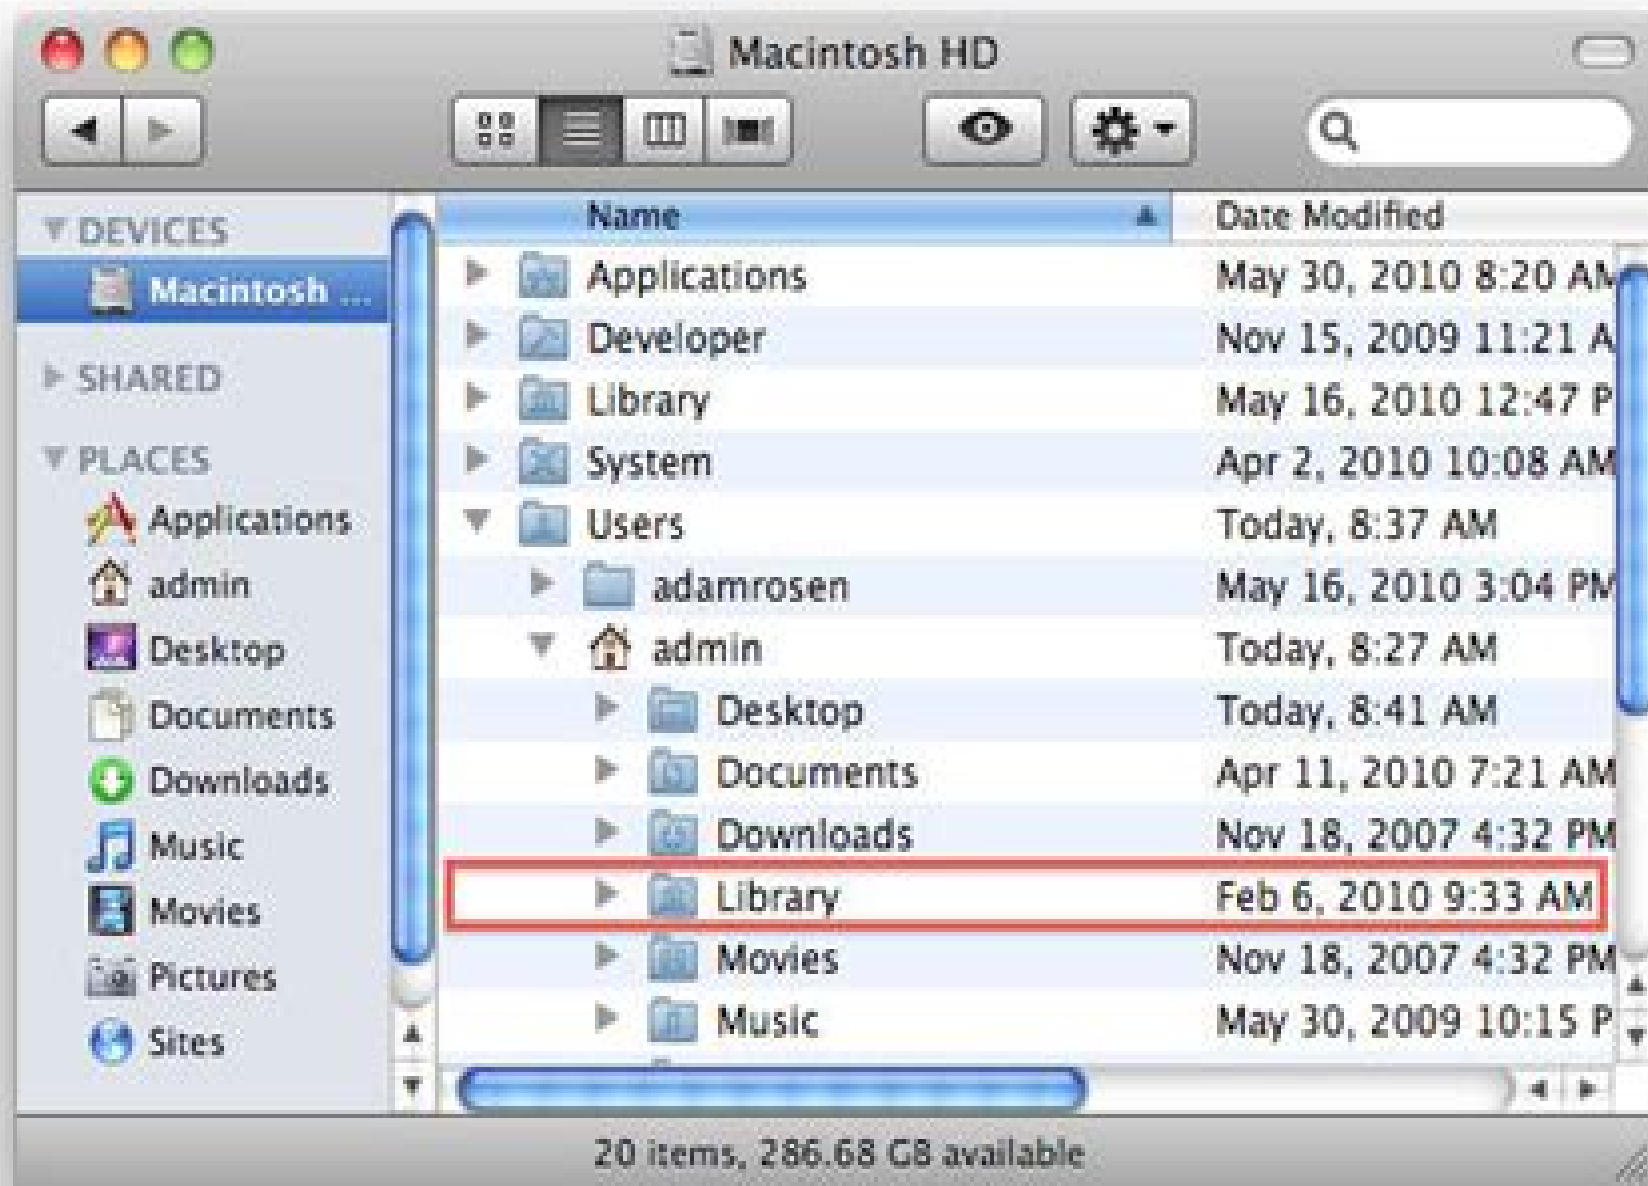 Macintosh HD
DEVICES
Macintosh ...
SHARED
PLACES
Applications
admin
Desktop
Documents
Downloads
Music
Movies
Pictures
Sites
Name Date Modified
Applications May 30, 2010 8:20 AM
Developer Nov 15, 2009 11:21 A
Library May 16, 2010 12:47 P
System Apr 2, 2010 10:08 AM
Users Today, 8:37 AM
adamrosen May 16, 2010 3:04 PM
admin Today, 8:27 AM
Desktop Today, 8:41 AM
Documents Apr 11, 2010 7:21 AM
Downloads Nov 18, 2007 4:32 PM
Library Feb 6, 2010 9:33 AM
Movies Nov 18, 2007 4:32 PM
Music May 30, 2009 10:15 P
20 items, 286.68 GB available